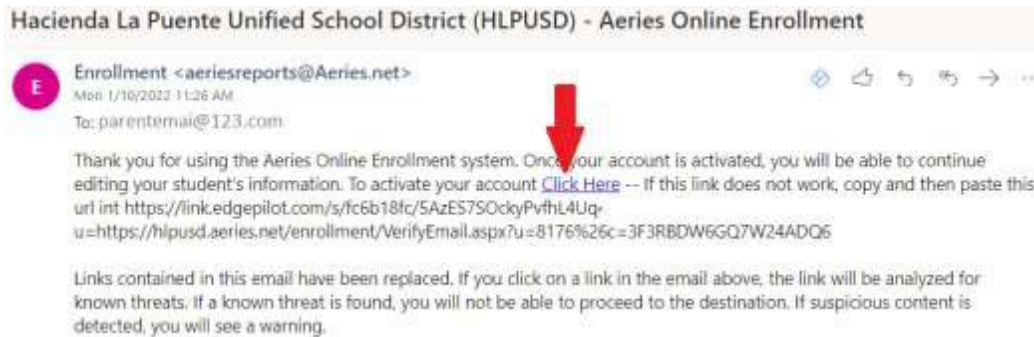 Hacienda La Puente Unified School District (HLPUSD) - Aeries Online Enrollment
E
Enrollment <aeriesreports@Aeries.net>
Mon 1/10/2022 11:26 AM
To: parentemai@123.com
Thank you for using the Aeries Online Enrollment system. Once your account is activated, you will be able to continue
editing your student's information. To activate your account Click Here -- If this link does not work, copy and then paste this
url int https://link.edgepilot.com/s/fc6b18fc/5AzES7SOckyPvfhL4Uq-
u=https://hlpusd.aeries.net/enrollment/VerifyEmail.aspx?u=8176%26c=3F3RBDW6GQ7W24ADQ6
Links contained in this email have been replaced. If you click on a link in the email above, the link will be analyzed for
known threats. If a known threat is found, you will not be able to proceed to the destination. If suspicious content is
detected, you will see a warning.